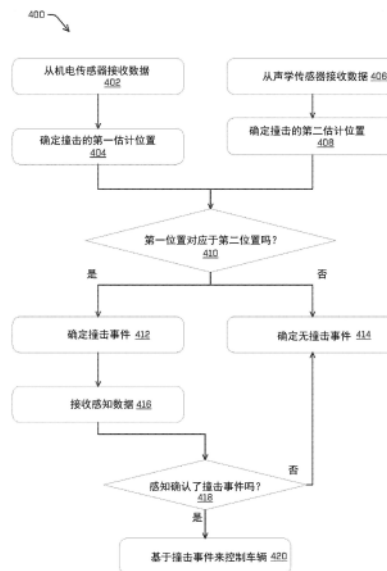 400
从机电传感器接收数据
402
从声学传感器接收数据 406
确定撞击的第一估计位置
404
确定撞击的第二估计位置
408
第一位置对应于第二位置吗？
410
是
否
确定撞击事件 412
确定无撞击事件 414
接收感知数据 416
感知确认了撞击事件吗？
418
否
是
基于撞击事件来控制车辆 420